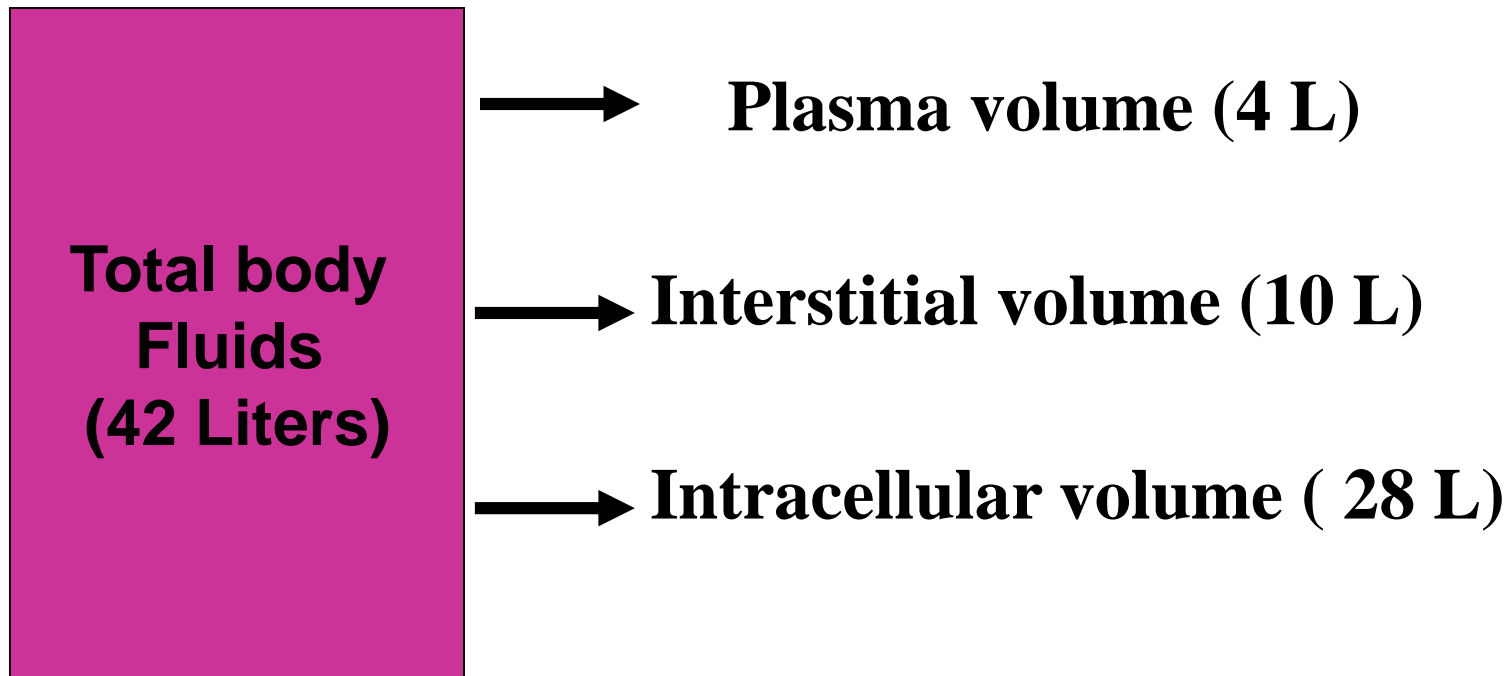 Total body
Fluids
(42 Liters)
Plasma volume (4 L)
Interstitial volume (10 L)
Intracellular volume ( 28 L)